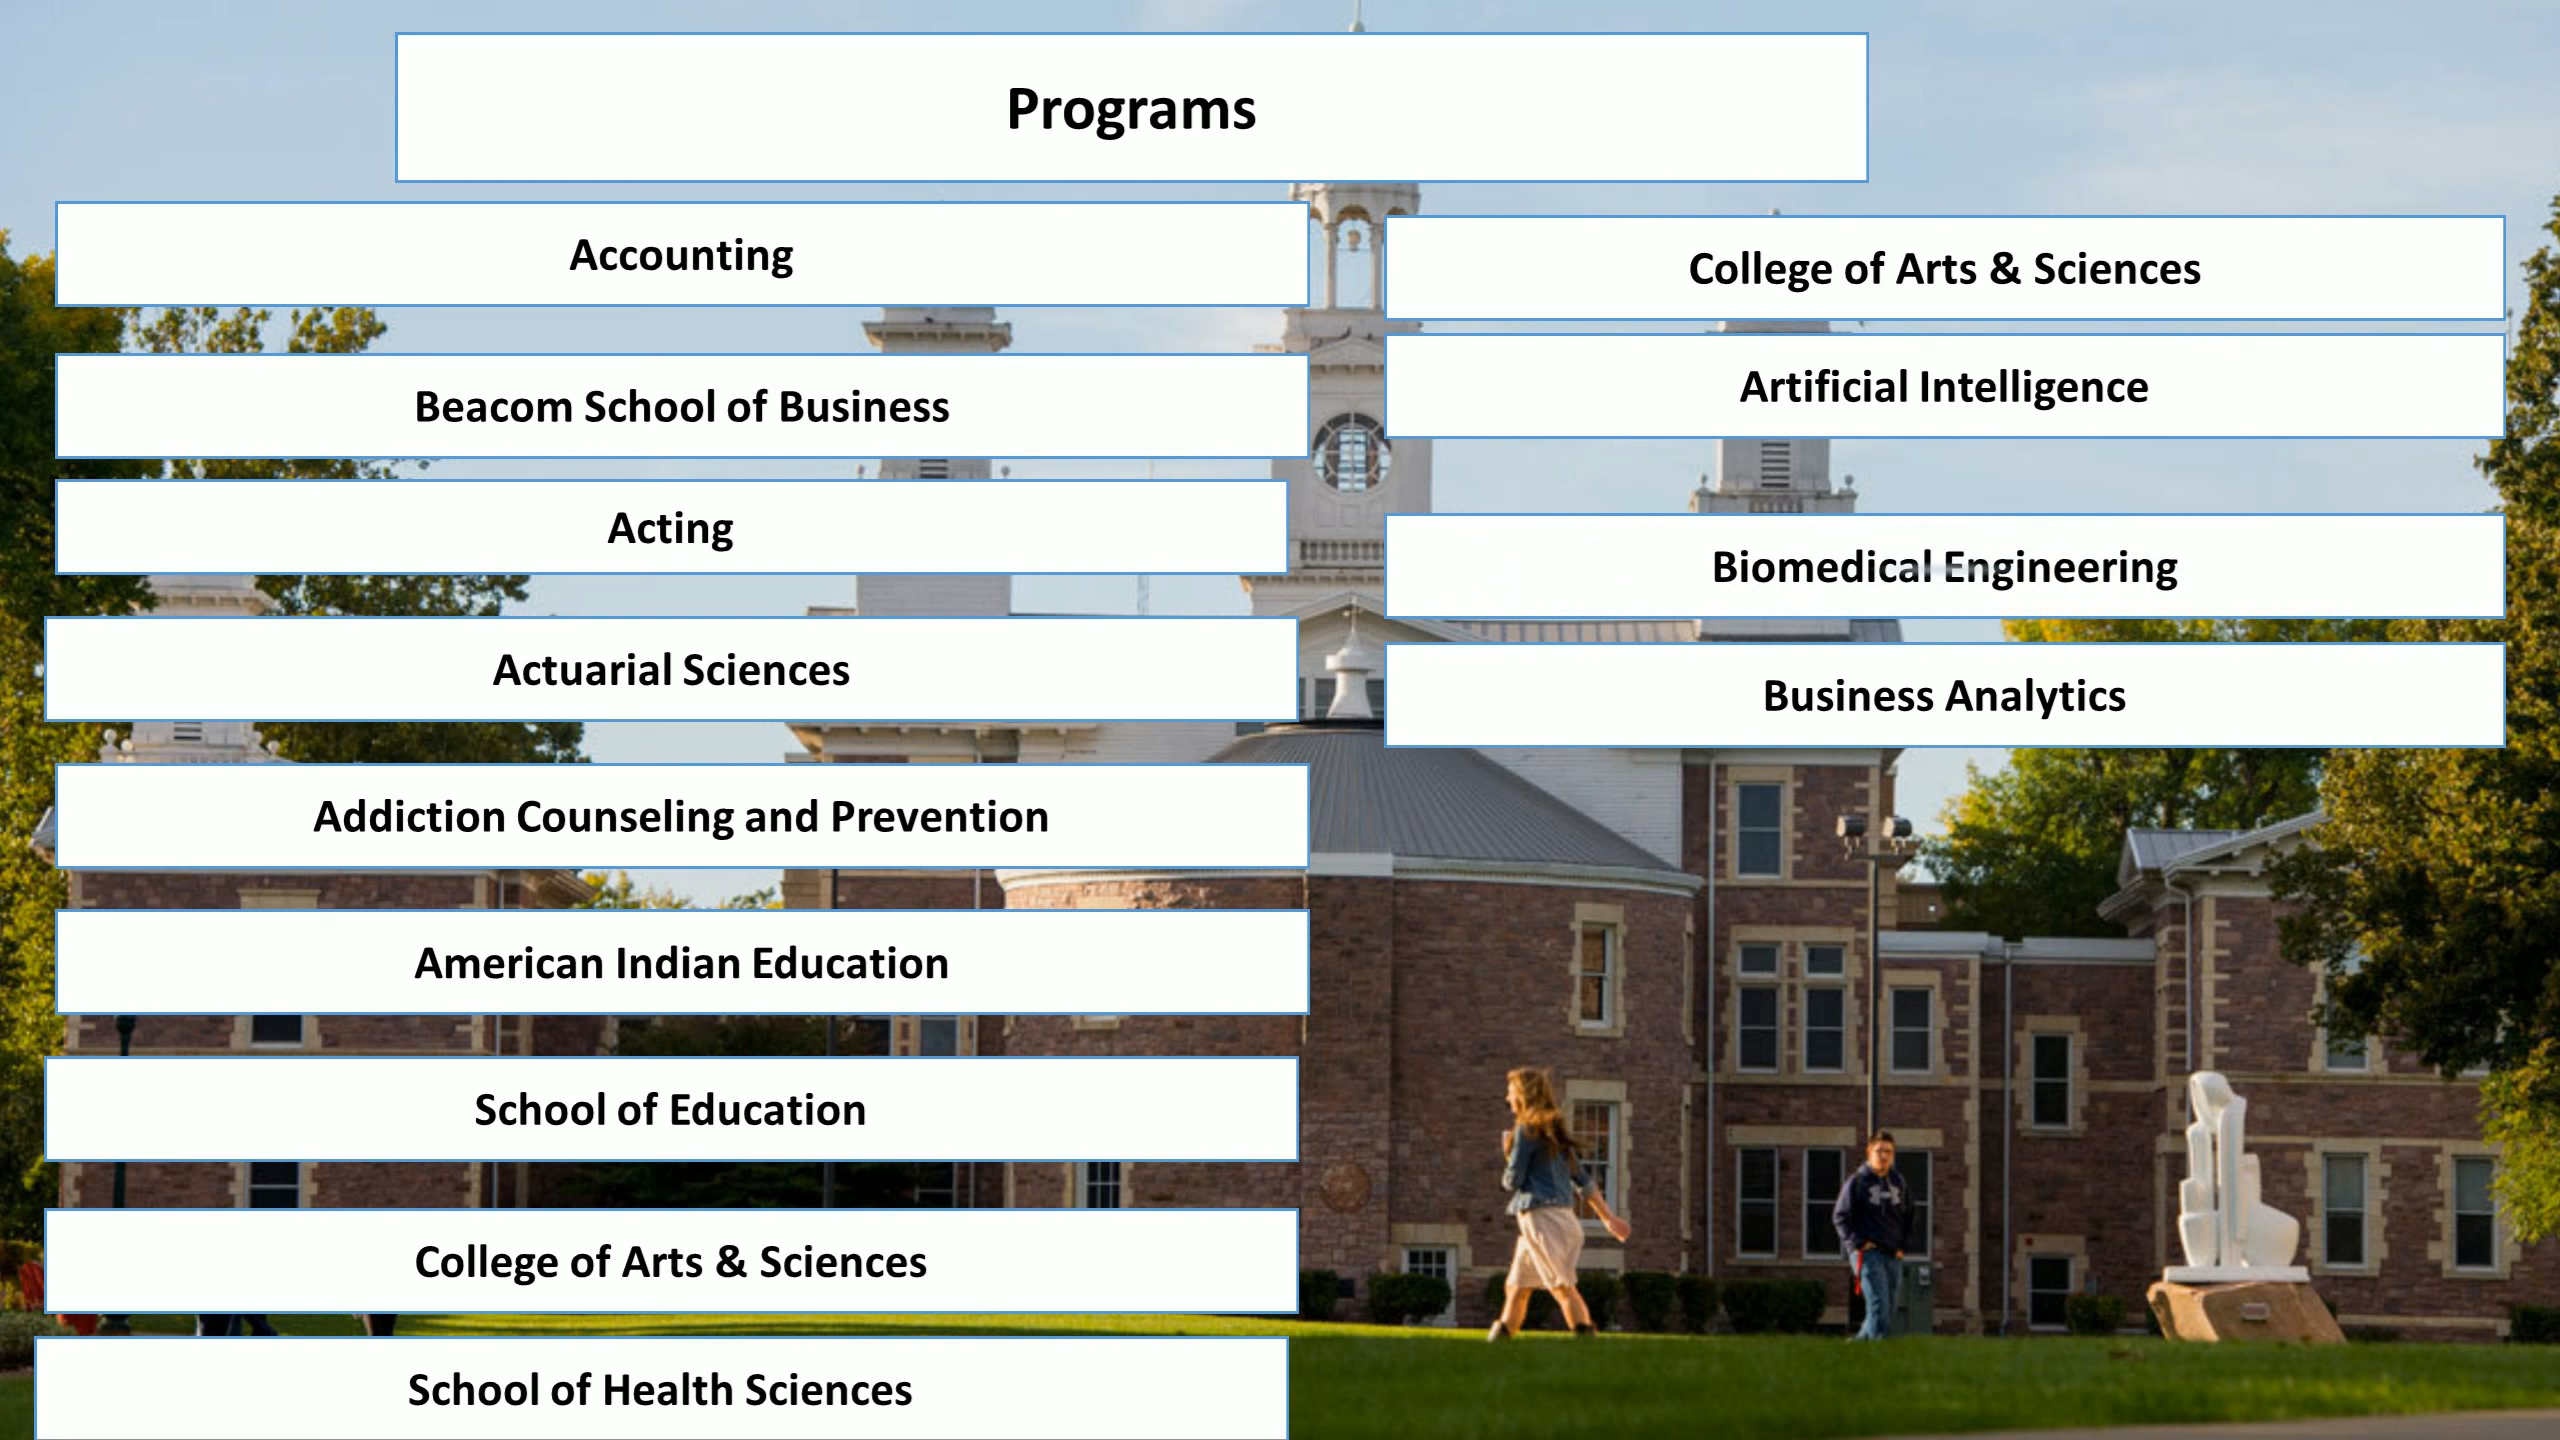 Programs
Accounting
Beacom School of Business
Acting
Actuarial Sciences
Addiction Counseling and Prevention
American Indian Education
School of Education
College of Arts & Sciences
School of Health Sciences
College of Arts & Sciences
Artificial Intelligence
Biomedical Engineering
Business Analytics